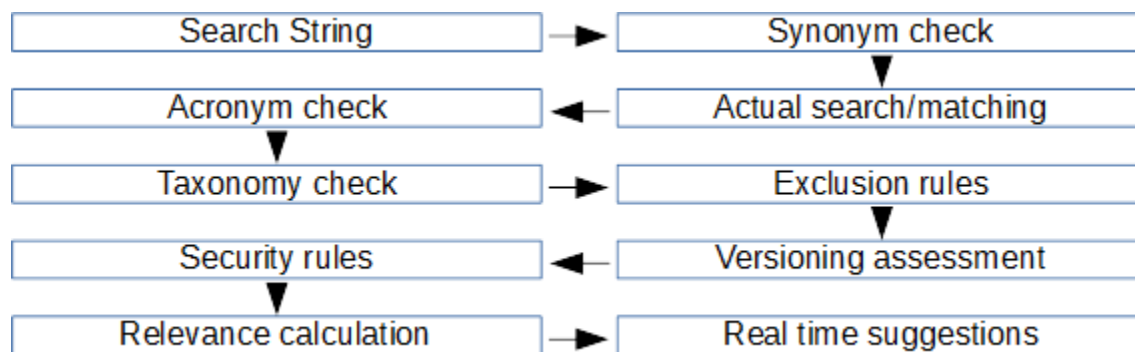 Search String
Synonym check
Actual search/matching
Acronym check
Taxonomy check
Exclusion rules
Versioning assessment
Security rules
Relevance calculation
Real time suggestions